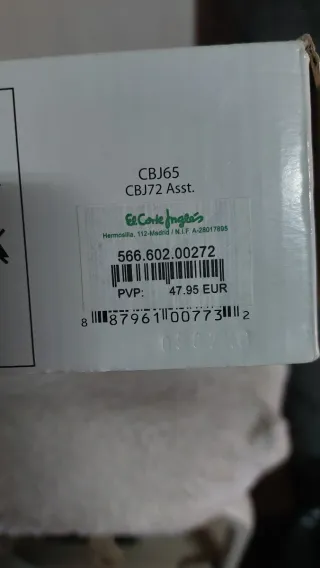 CBJ65
CBJ72 Asst.
El Corte Inglés
Hermosilla, 112-Madrid / N.I.F A-28017895
566.602.00272
PVP: 47.95 EUR
8 87961 00773 2